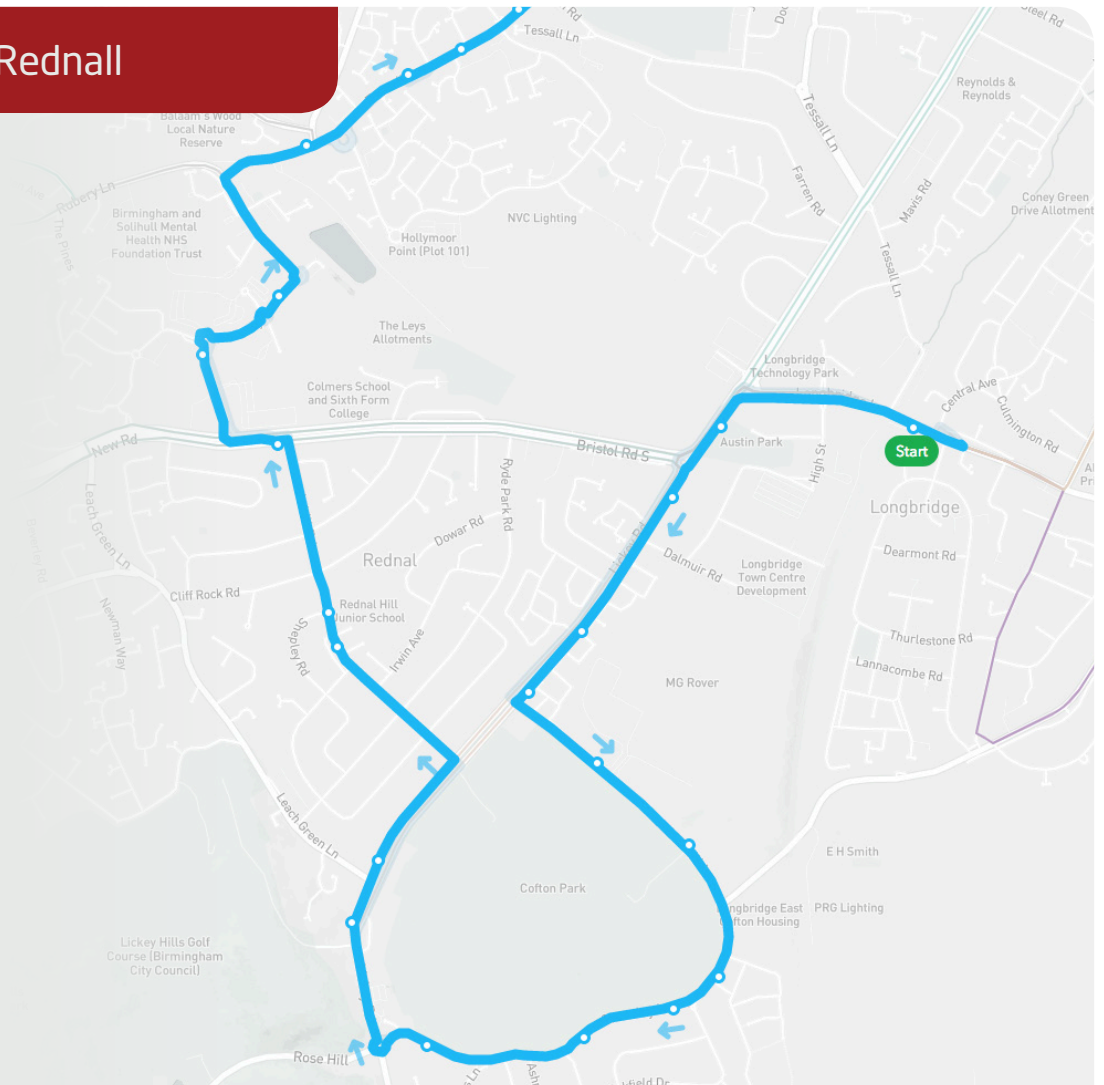 Rednall
Rd
Tessall Ln
Steel Rd
Reynolds &
Reynolds
Balaam's Wood
Local Nature
Reserve
Tessall Ln
Rubery Ln
The Pines
Birmingham and
Solihull Mental
Health NHS
Foundation Trust
NVC Lighting
Hollymoor
Point (Plot 101)
Farren Rd
Mavis Rd
Coney Green
Drive Allotment
Tessall Ln
The Leys
Allotments
Longbridge
Technology Park
Colmers School
and Sixth Form
College
Central Ave
Culmington Rd
New Rd
Bristol Rd S
Austin Park
Start
High St
Leach Green Ln
Ryde Park Rd
Longbridge
Dowar Rd
Rednal
Dalmuir Rd
Longbridge
Town Centre
Development
Dearmont Rd
Cliff Rock Rd
Rednal Hill
Junior School
Newman Way
Shepley Rd
Irwin Ave
Thurlestone Rd
Lannacombe Rd
MG Rover
Leach Green Ln
E H Smith
Cofton Park
PRG Lighting
Lickey Hills Golf
Course (Birmingham
City Council)
Rose Hill